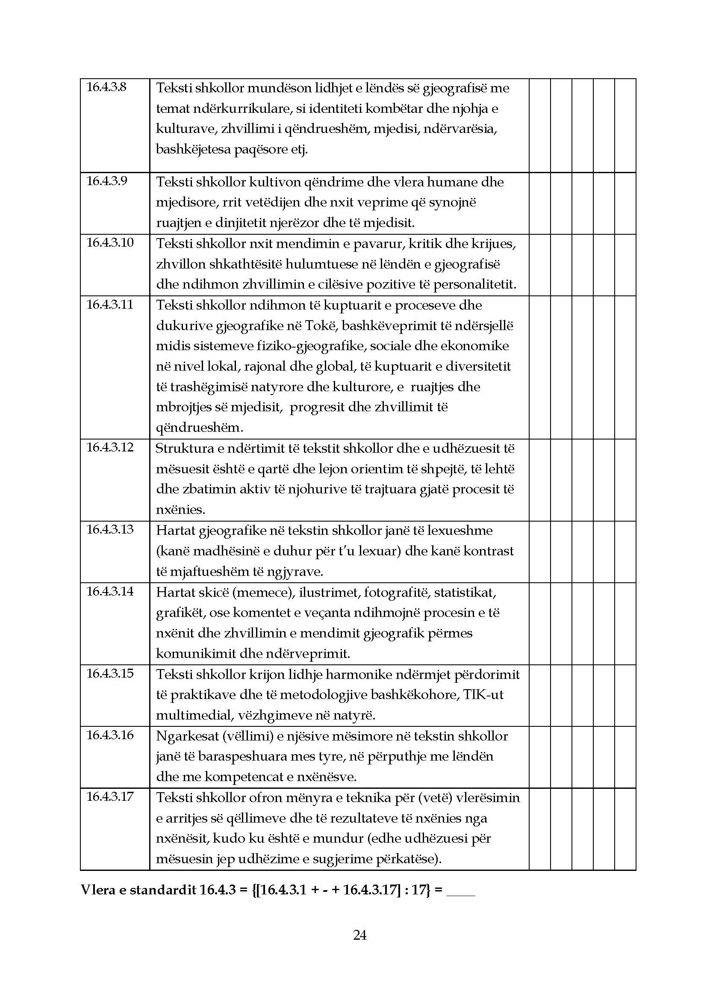 16.4.3.8 Teksti shkollor mundëson lidhjet e lëndës së gjeografisë me
temat ndërkurrikulare, si identiteti kombëtar dhe njohja e
kulturave, zhvillimi i qëndrueshëm, mjedisi, ndërvarësia,
bashkëjetesa paqësore etj.
16.4.3.9 Teksti shkollor kultivon qëndrime dhe vlera humane dhe
mjedisore, rrit vetëdijen dhe nxit veprime që synojnë
ruajtjen e dinjitetit njerëzor dhe të mjedisit.
16.4.3.10 Teksti shkollor nxit mendimin e pavarur, kritik dhe krijues,
zhvillon shkathtësitë hulumtuese në lëndën e gjeografisë
dhe ndihmon zhvillimin e cilësive pozitive të personalitetit.
16.4.3.11 Teksti shkollor ndihmon të kuptuarit e proceseve dhe
dukurive gjeografike në Tokë, bashkëveprimit të ndërsjellë
midis sistemeve fiziko-gjeografike, sociale dhe ekonomike
në nivel lokal, rajonal dhe global, të kuptuarit e diversitetit
të trashëgimisë natyrore dhe kulturore, e ruajtjes dhe
mbrojtjes së mjedisit, progresit dhe zhvillimit të
qëndrueshëm.
16.4.3.12 Struktura e ndërtimit të tekstit shkollor dhe e udhëzuesit të
mësuesit është e qartë dhe lejon orientim të shpejtë, të lehtë
dhe zbatimin aktiv të njohurive të trajtuara gjatë procesit të
nxënies.
16.4.3.13 Hartat gjeografike në tekstin shkollor janë të lexueshme
(kanë madhësinë e duhur për t’u lexuar) dhe kanë kontrast
të mjaftueshëm të ngjyrave.
16.4.3.14 Hartat skicë (memece), ilustrimet, fotografitë, statistikat,
grafikët, ose komentet e veçanta ndihmojnë procesin e të
nxënit dhe zhvillimin e mendimit gjeografik përmes
komunikimit dhe ndërveprimit.
16.4.3.15 Teksti shkollor krijon lidhje harmonike ndërmjet përdorimit
të praktikave dhe të metodologjive bashkëkohore, TIK-ut
multimedial, vëzhgimeve në natyrë.
16.4.3.16 Ngarkesat (vëllimi) e njësive mësimore në tekstin shkollor
janë të baraspeshuara mes tyre, në përputhje me lëndën
dhe me kompetencat e nxënësve.
16.4.3.17 Teksti shkollor ofron mënyra e teknika për (vetë) vlerësimin
e arritjes së qëllimeve dhe të rezultateve të nxënies nga
nxënësit, kudo ku është e mundur (edhe udhëzuesi për
mësuesin jep udhëzime e sugjerime përkatëse).
Vlera e standardit 16.4.3 = {[16.4.3.1 + - + 16.4.3.17] : 17} = ____
24